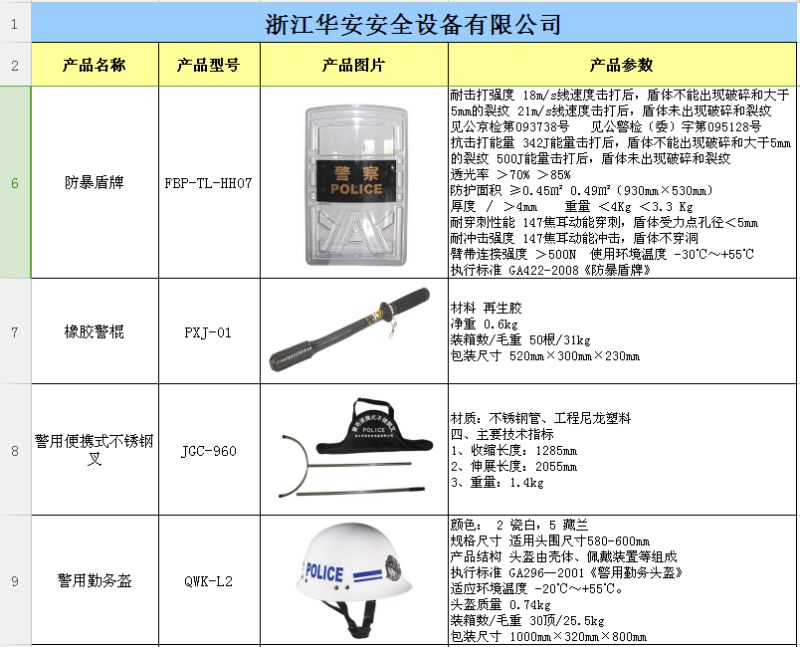 1
浙江华安安全设备有限公司
2
产品名称 产品型号 产品图片 产品参数
6
防暴盾牌
FBP-TL-HH07
警察
POLICE
耐击打强度 18m/s线速度击打后，盾体不能出现破碎和大于
5mm的裂纹 21m/s线速度击打后，盾体未出现破碎和裂纹
见公京检第093738号 见公警检（委）字第095128号
抗击打能量 342J能量击打后，盾体不能出现破碎和大于5mm
的裂纹 500J能量击打后，盾体未出现破碎和裂纹
透光率 ＞70% ＞85%
防护面积 ≥0.45m² 0.49m²（930mm×530mm）
厚度 / ＞4mm 重量 ＜4Kg ＜3.3 Kg
耐穿刺性能 147焦耳动能穿刺，盾体受力点孔径＜5mm
耐冲击强度 147焦耳动能冲击，盾体不穿洞
臂带连接强度 ＞500N 使用环境温度 -30℃～+55℃
执行标准 GA422-2008《防暴盾牌》
7
橡胶警棍
PXJ-01
材料 再生胶
净重 0.6kg
装箱数/毛重 50根/31kg
包装尺寸 520mm×300mm×230mm
8
警用便携式不锈钢
叉
JGC-960
警用便携式不锈钢叉
POLICE
材质：不锈钢管、工程尼龙塑料
四、主要技术指标
1、收缩长度：1285mm
2、伸展长度：2055mm
3、重量：1.4kg
9
警用勤务盔
QWK-L2
POLICE
颜色： 2 瓷白，5 藏兰
规格尺寸 适用头围尺寸580-600mm
产品结构 头盔由壳体、佩戴装置等组成
执行标准 GA296—2001《警用勤务头盔》
适应环境温度 -20℃～+55℃。
头盔质量 0.74kg
装箱数/毛重 30顶/25.5kg
包装尺寸 1000mm×320mm×800mm